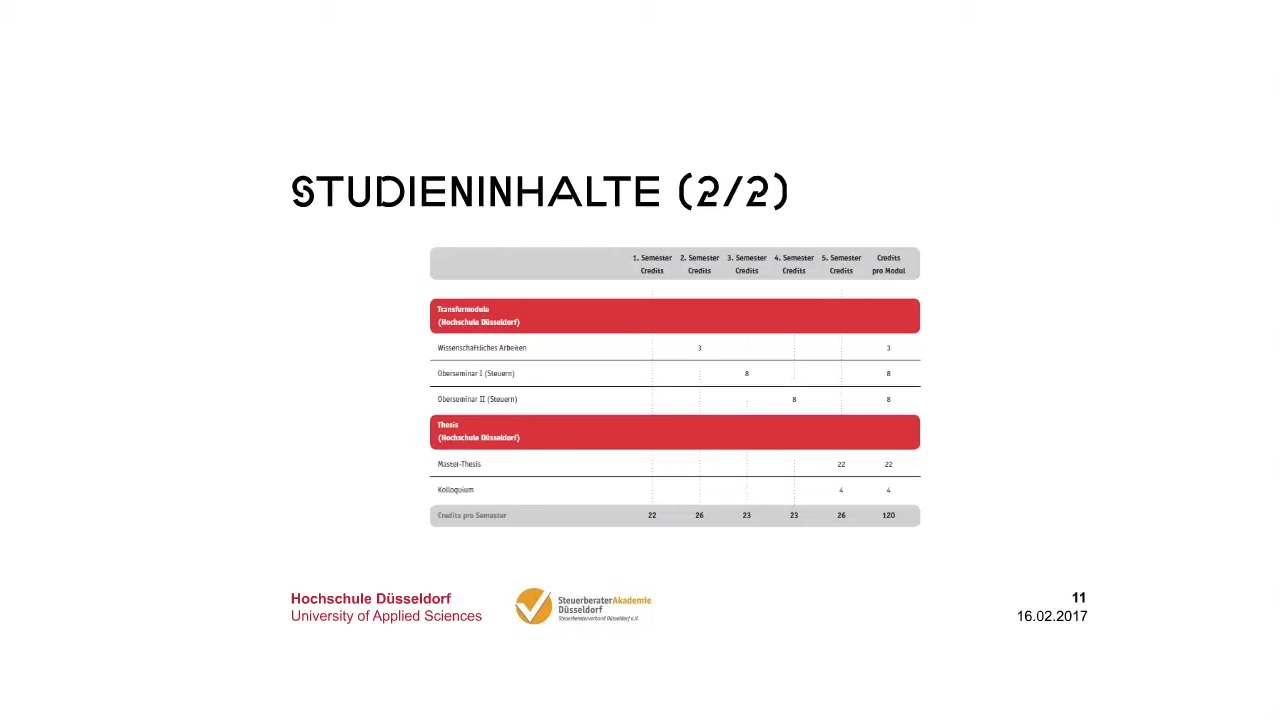 STUDIENINHALTE (2/2)
1. Semester Credits 2. Semester Credits 3. Semester Credits 4. Semester Credits 5. Semester Credits Credits pro Modul
Transfermodule
(Hochschule Düsseldorf)
Wissenschaftliches Arbeiten 3 3
Oberseminar I (Steuern) 8 8
Oberseminar II (Steuern) 8 8
Thesis
(Hochschule Düsseldorf)
Master-Thesis 22 22
Kolloquium 4 4
Credits pro Semester 22 26 23 23 26 120
Hochschule Düsseldorf
University of Applied Sciences
SteuerberaterAkademie
Düsseldorf
Steuerberaterverband Düsseldorf e.V.
11
16.02.2017